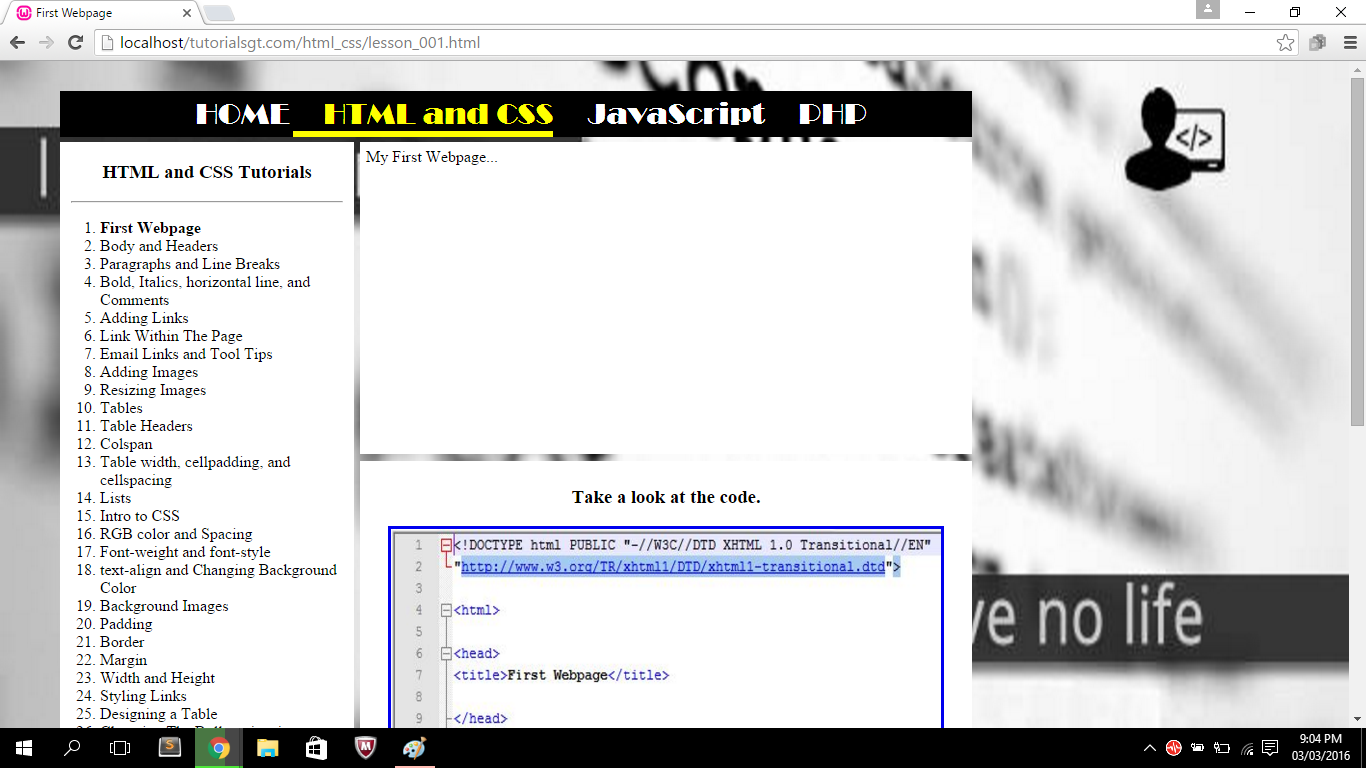 First Webpage
localhost/tutorialsgt.com/html_css/lesson_001.html
HOME HTML and CSS JavaScript PHP
HTML and CSS Tutorials
1. First Webpage
2. Body and Headers
3. Paragraphs and Line Breaks
4. Bold, Italics, horizontal line, and
Comments
5. Adding Links
6. Link Within The Page
7. Email Links and Tool Tips
8. Adding Images
9. Resizing Images
10. Tables
11. Table Headers
12. Colspan
13. Table width, cellpadding, and
cellspacing
14. Lists
15. Intro to CSS
16. RGB color and Spacing
17. Font-weight and font-style
18. text-align and Changing Background
Color
19. Background Images
20. Padding
21. Border
22. Margin
23. Width and Height
24. Styling Links
25. Designing a Table
My First Webpage...
</>
Take a look at the code.
1 <!DOCTYPE html PUBLIC "-//W3C//DTD XHTML 1.0 Transitional//EN"
2 "http://www.w3.org/TR/xhtml1/DTD/xhtml1-transitional.dtd">
3
4 <html>
5
6 <head>
7 <title>First Webpage</title>
8
9 </head>
no life
9:04 PM
03/03/2016